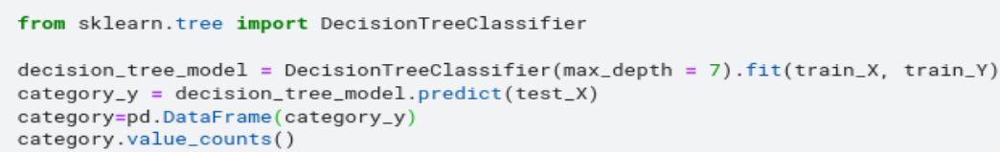 from sklearn.tree import DecisionTreeClassifier
decision_tree_model = DecisionTreeClassifier(max_depth = 7).fit(train_X, train_Y)
category_y = decision_tree_model.predict(test_X)
category=pd.DataFrame(category_y)
category.value_counts()